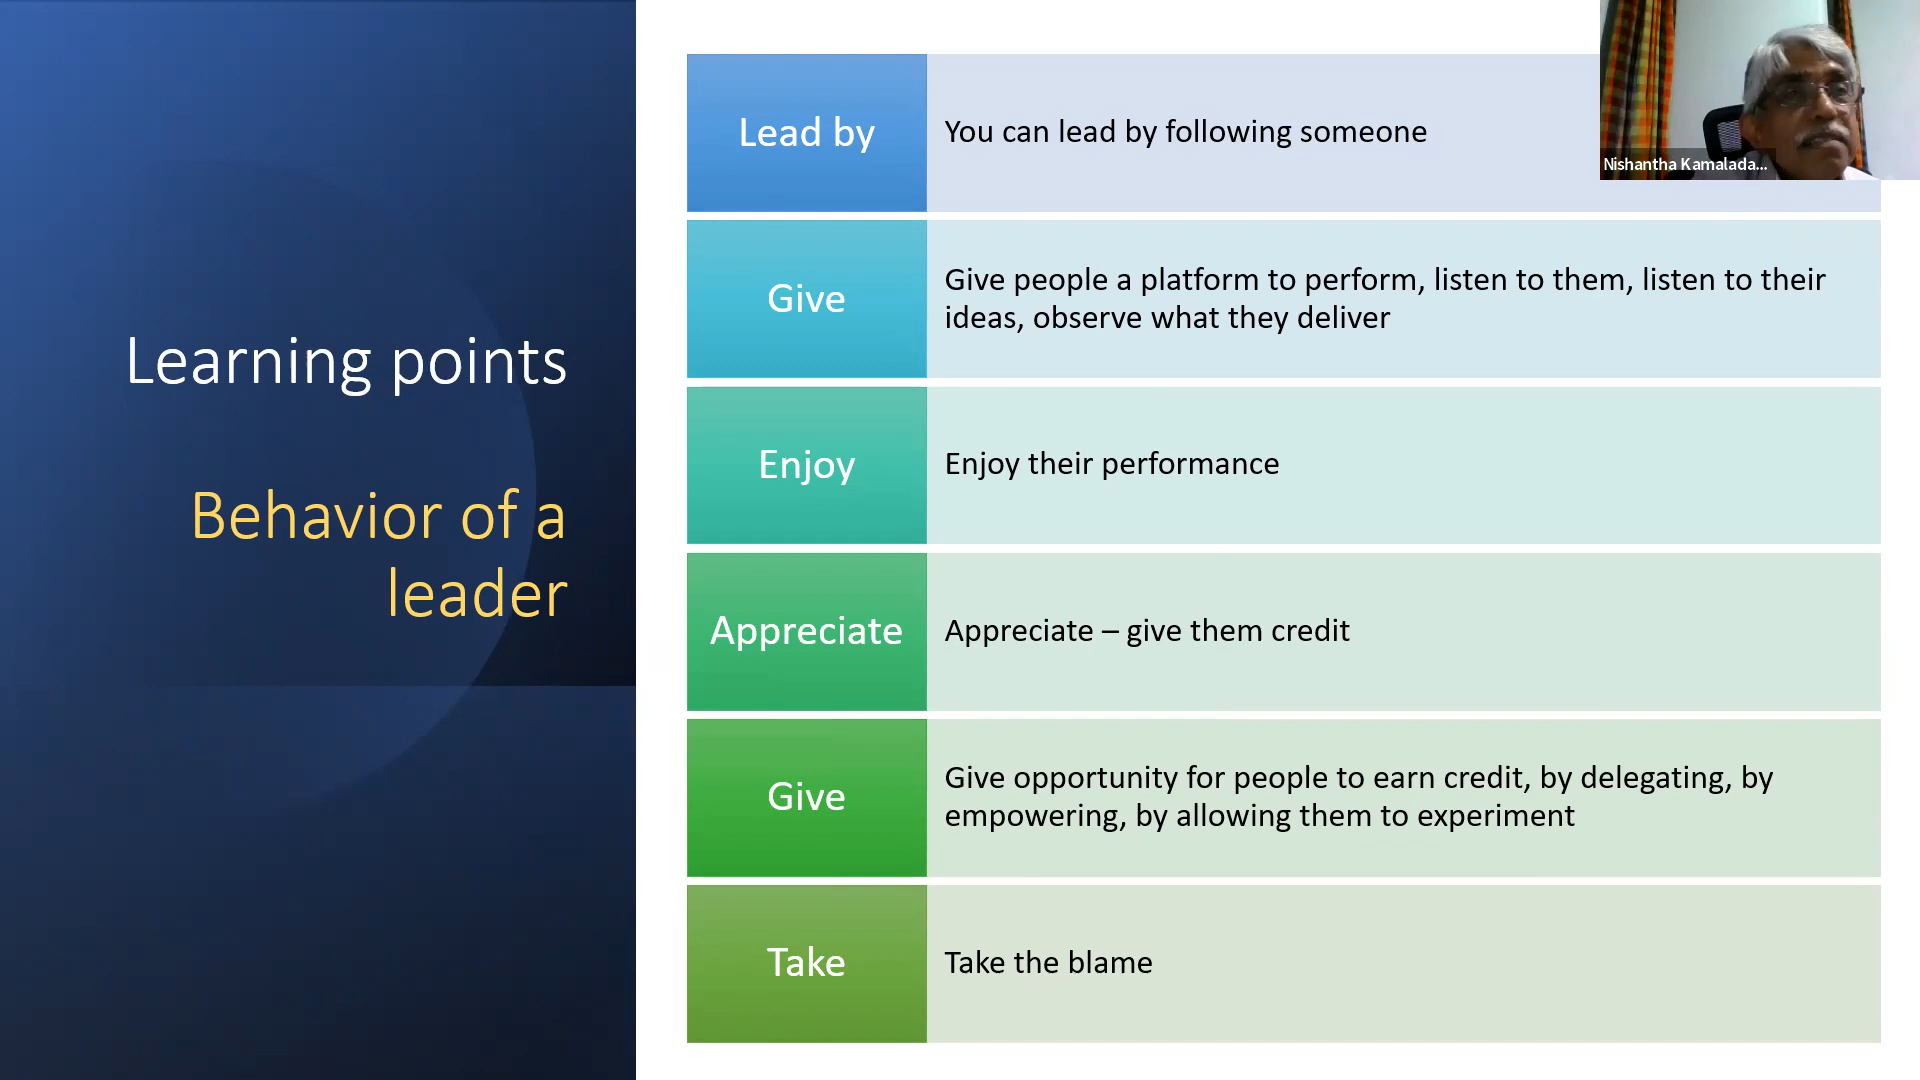 Learning points
Behavior of a
leader
Lead by
You can lead by following someone
Give
Give people a platform to perform, listen to them, listen to their
ideas, observe what they deliver
Enjoy
Enjoy their performance
Appreciate
Appreciate – give them credit
Give
Give opportunity for people to earn credit, by delegating, by
empowering, by allowing them to experiment
Take
Take the blame
Nishantha Kamalada...